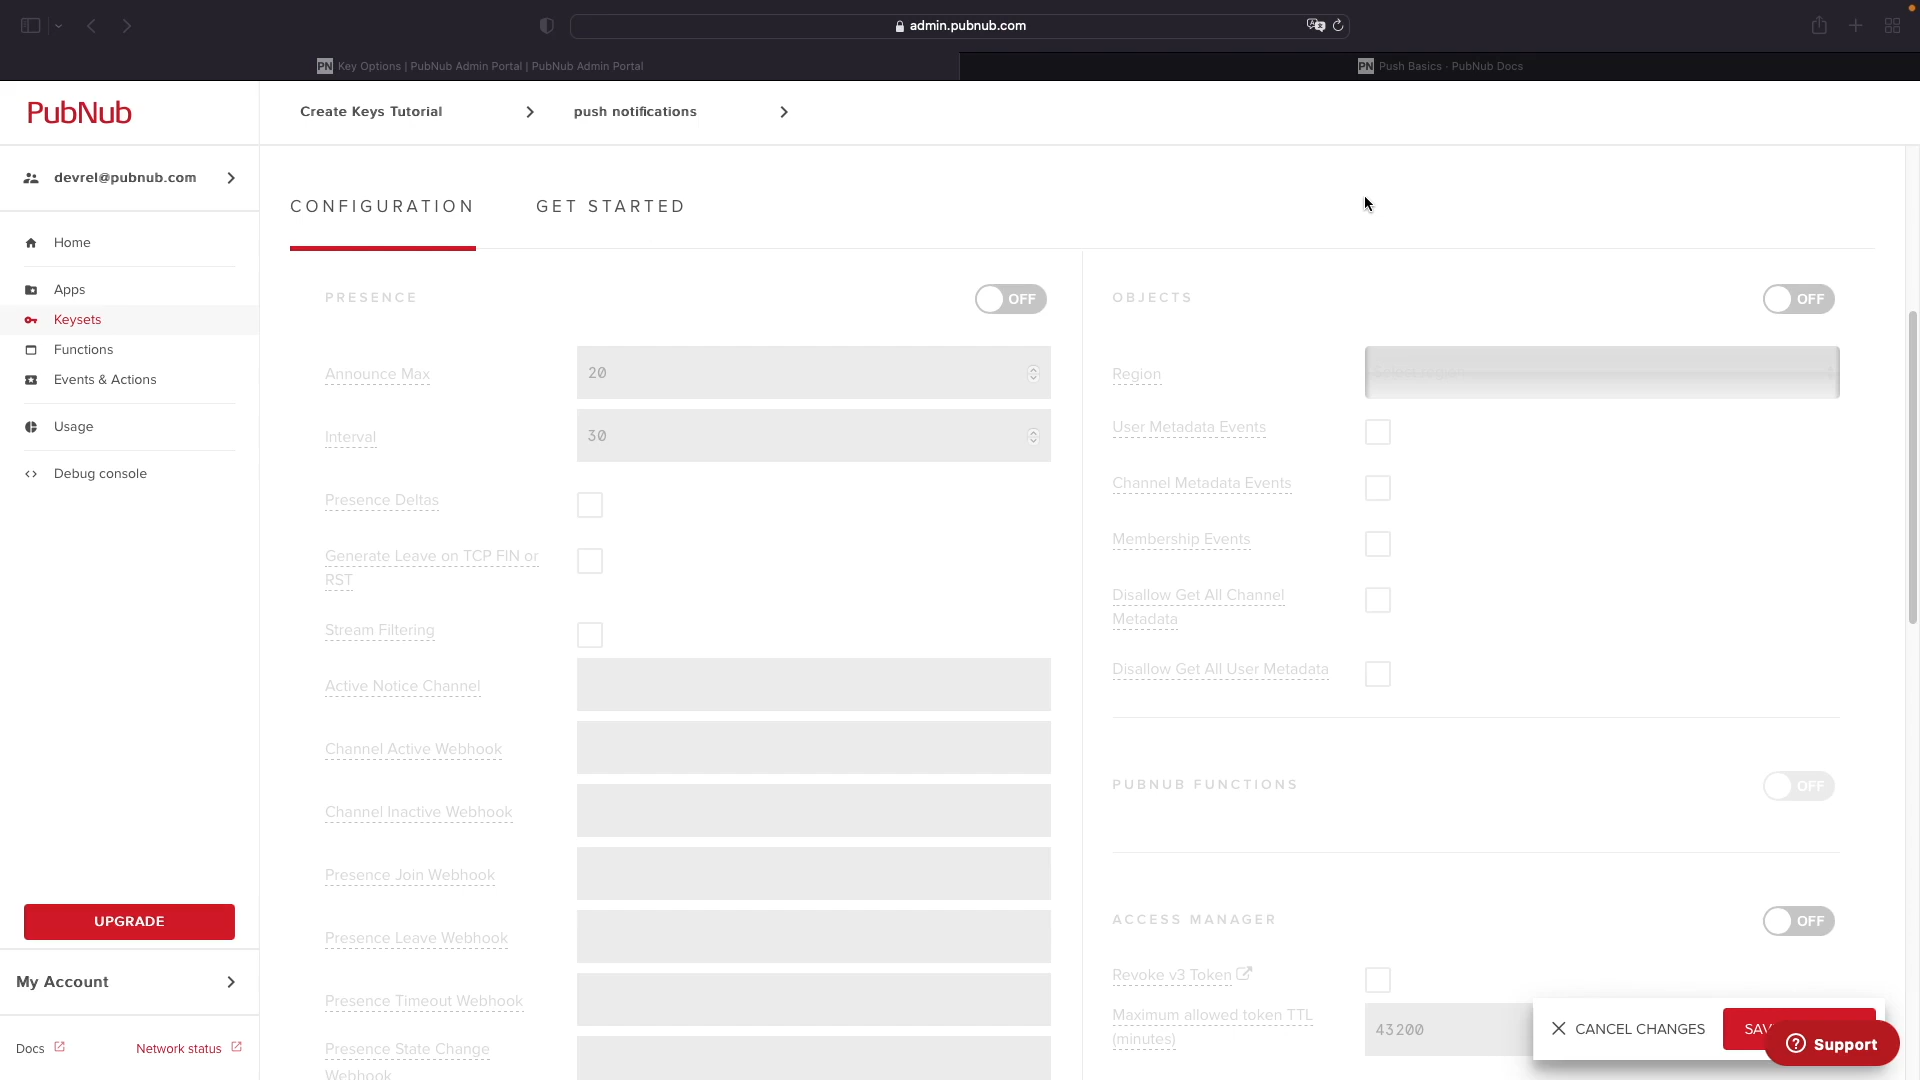 admin.pubnub.com
PN Key Options | PubNub Admin Portal | PubNub Admin Portal
PN Push Basics - PubNub Docs
PubNub
Create Keys Tutorial
push notifications
devrel@pubnub.com
CONFIGURATION
GET STARTED
Home
Apps
Keysets
Functions
Events & Actions
Usage
Debug console
UPGRADE
My Account
Docs
Network status
PRESENCE
OFF
Announce Max
20
Interval
30
Presence Deltas
Generate Leave on TCP FIN or
RST
Stream Filtering
Active Notice Channel
Channel Active Webhook
Channel Inactive Webhook
Presence Join Webhook
Presence Leave Webhook
Presence Timeout Webhook
Presence State Change
Webhook
OBJECTS
OFF
Region
User Metadata Events
Channel Metadata Events
Membership Events
Disallow Get All Channel
Metadata
Disallow Get All User Metadata
PUBNUB FUNCTIONS
OFF
ACCESS MANAGER
OFF
Revoke v3 Token
Maximum allowed token TTL
(minutes)
43200
CANCEL CHANGES
Support